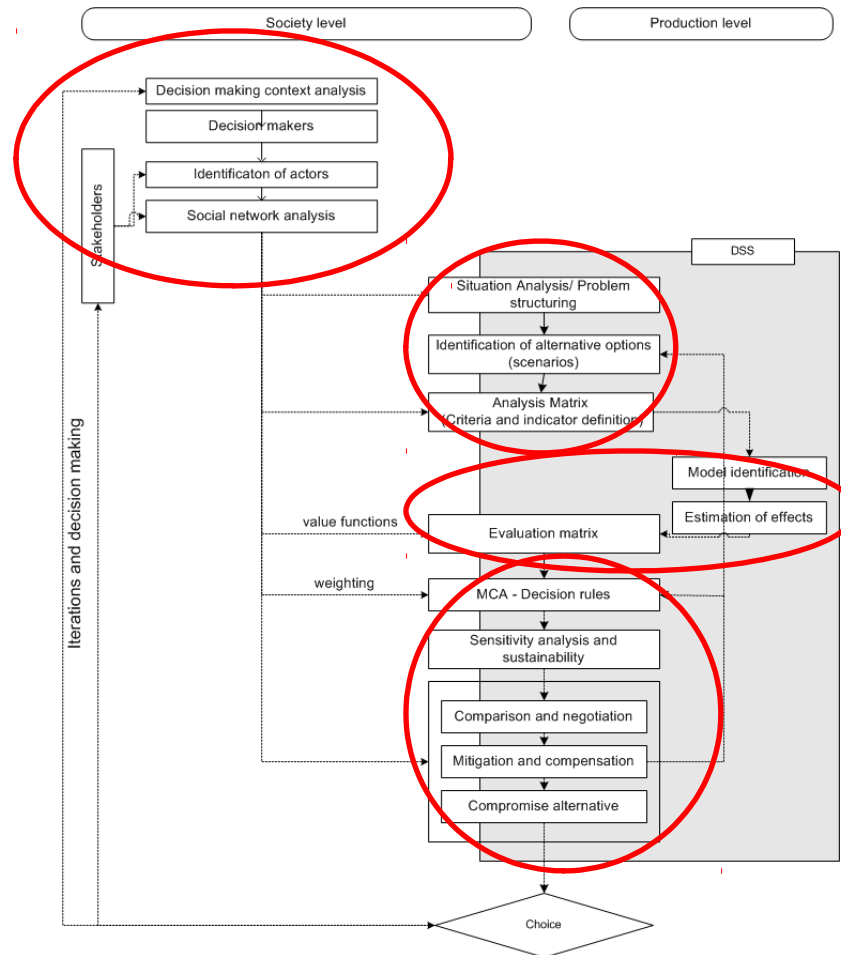 Society level
Production level
Decision making context analysis
Decision makers
Identificaton of actors
Social network analysis
Stakeholders
DSS
Situation Analysis/ Problem
structuring
Identification of alternative options
(scenarios)
Analysis Matrix
(Criteria and indicator definition)
Model identification
Estimation of effects
value functions
Evaluation matrix
weighting
MCA - Decision rules
Sensitivity analysis and
sustainability
Comparison and negotiation
Mitigation and compensation
Compromise alternative
Iterations and decision making
Choice